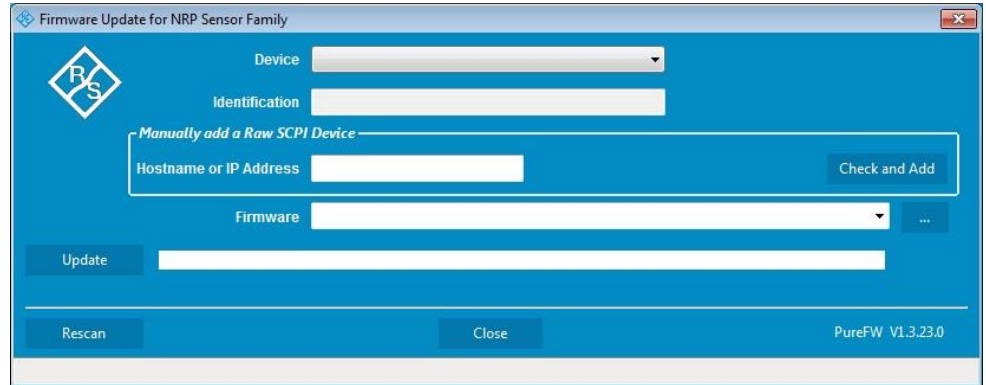 Firmware Update for NRP Sensor Family
R
S
Device
Identification
Manually add a Raw SCPI Device
Hostname or IP Address
Check and Add
Firmware
...
Update
Rescan
Close
PureFW V1.3.23.0